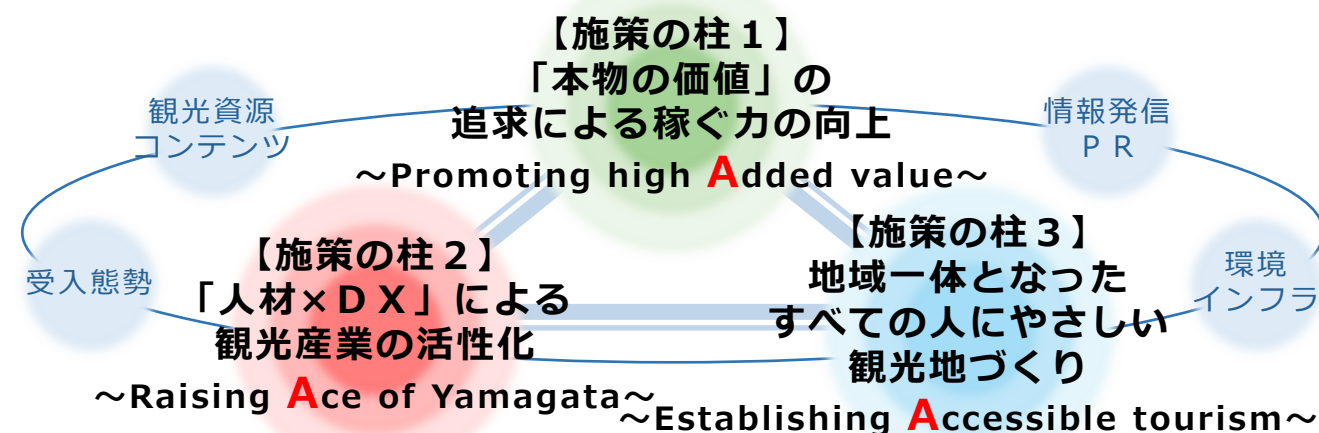 【施策の柱１】
「本物の価値」の
追求による稼ぐ力の向上
～Promoting high Added value～
観光資源
コンテンツ
情報発信
ＰＲ
受入態勢
【施策の柱２】
「人材×ＤＸ」による
観光産業の活性化
～Raising Ace of Yamagata～
【施策の柱３】
地域一体となった
すべての人にやさしい
観光地づくり
～Establishing Accessible tourism～
環境
インフラ